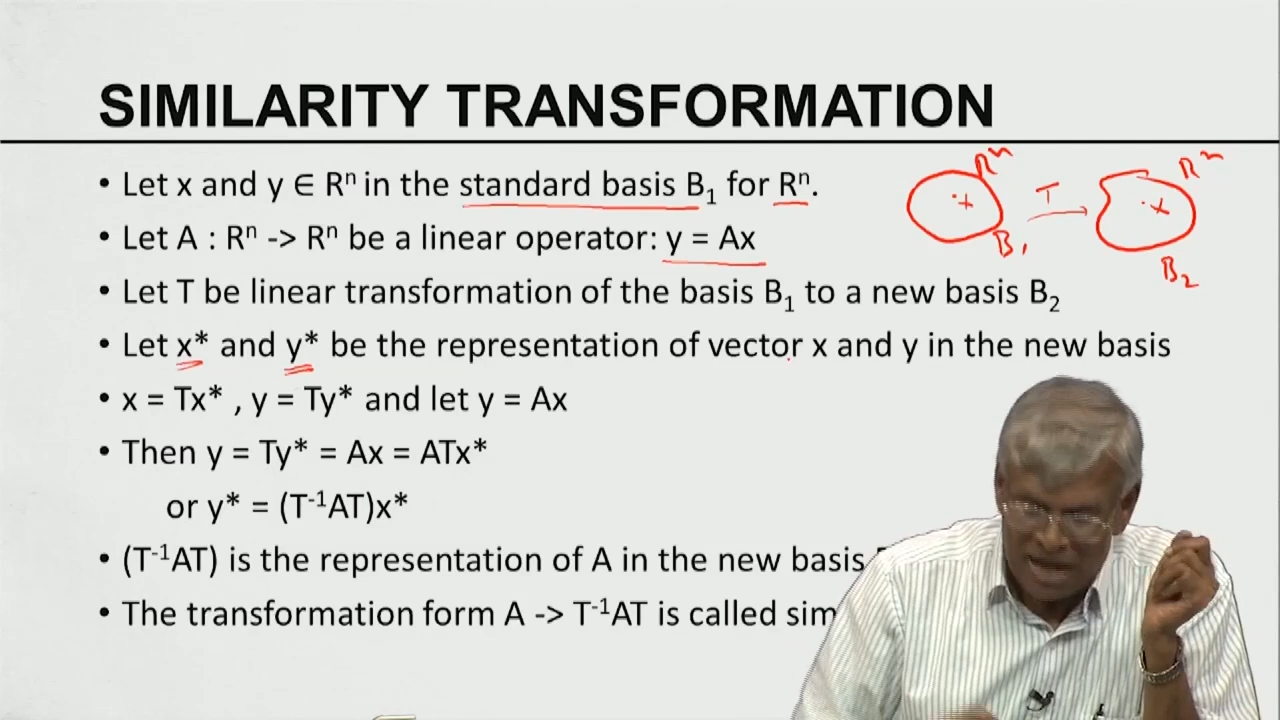 SIMILARITY TRANSFORMATION
• Let x and y ∈ Rⁿ in the standard basis B₁ for Rⁿ.
• Let A : Rⁿ -> Rⁿ be a linear operator: y = Ax
• Let T be linear transformation of the basis B₁ to a new basis B₂
• Let x* and y* be the representation of vector x and y in the new basis
• x = Tx* , y = Ty* and let y = Ax
• Then y = Ty* = Ax = ATx*
or y* = (T⁻¹AT)x*
• (T⁻¹AT) is the representation of A in the new basis
• The transformation form A -> T⁻¹AT is called
Rⁿ T Rⁿ
x x
B₁ B₂